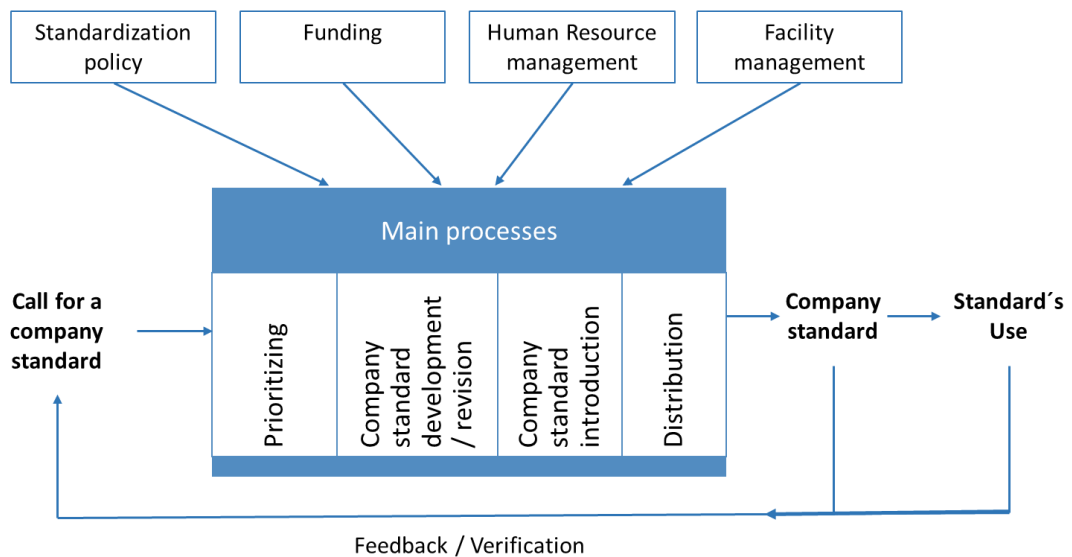 Standardization
policy
Funding
Human Resource
management
Facility
management
Main processes
Call for a
company
standard
Prioritizing
Company
standard
development
/ revision
Company
standard
introduction
Distribution
Company
standard
Standard´s
Use
Feedback / Verification